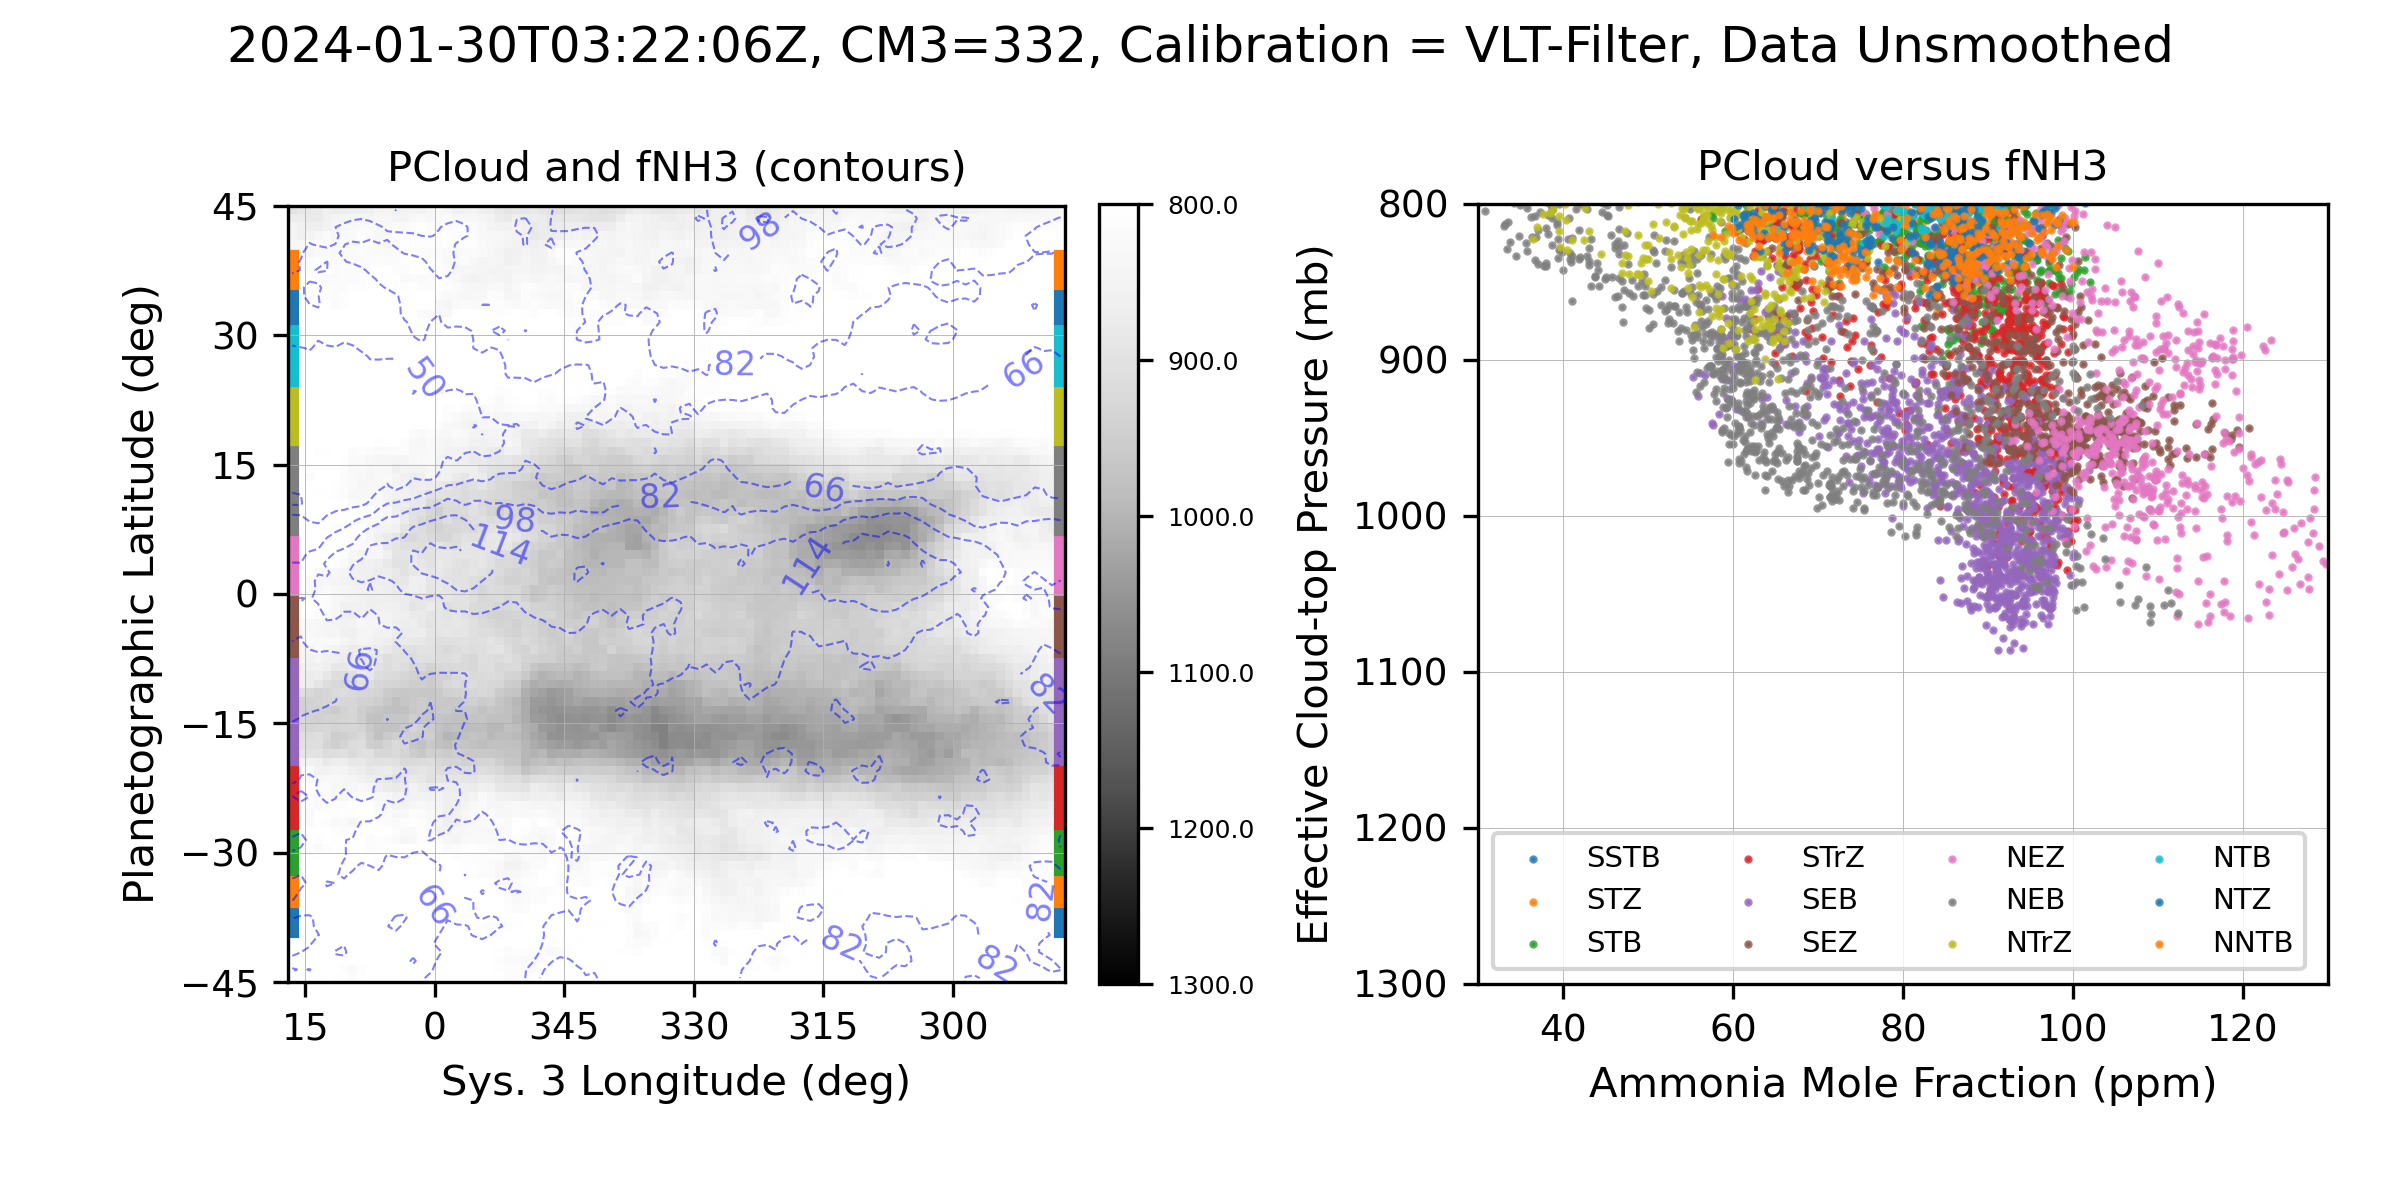 2024-01-30T03:22:06Z, CM3=332, Calibration = VLT-Filter, Data Unsmoothed
PCloud and fNH3 (contours)
Planetographic Latitude (deg)
45
30
15
0
−15
−30
−45
15
0
345
330
315
300
Sys. 3 Longitude (deg)
98
50
82
66
66
82
98
114
114
66
82
66
82
82
82
800.0
900.0
1000.0
1100.0
1200.0
1300.0
PCloud versus fNH3
Effective Cloud-top Pressure (mb)
800
900
1000
1100
1200
1300
40
60
80
100
120
Ammonia Mole Fraction (ppm)
SSTB
STZ
STB
STrZ
SEB
SEZ
NEZ
NEB
NTrZ
NTB
NTZ
NNTB